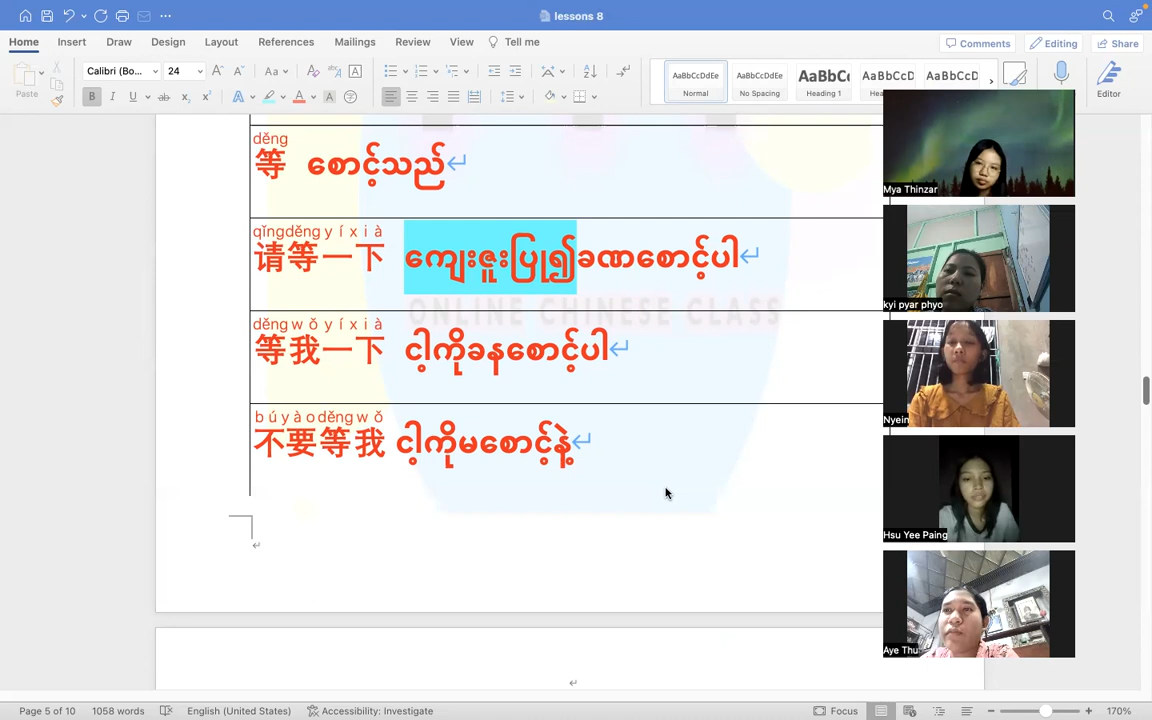 lessons 8
Home Insert Draw Design Layout References Mailings Review View Tell me
Comments Editing Share
Paste
Calibri (Bo... 24
AaBbCcDdEe Normal
AaBbCcDdEe No Spacing
AaBbC Heading 1
AaBbCcD
AaBbCcD
Editor
děng
等 စောင့်သည်
qǐngděng y í x i à
请等一下 ကျေးဇူးပြု၍ခဏစောင့်ပါ
ONLINE CHINESE CLASS
děng w ǒ y í x i à
等我一下 ငါ့ကိုခနစောင့်ပါ
b ú y à o děng w ǒ
不要等我 ငါ့ကိုမစောင့်နဲ့
Mya Thinzar
kyi pyar phyo
Nyein
Hsu Yee Paing
Aye Thu
Page 5 of 10 1058 words English (United States) Accessibility: Investigate Focus 170%